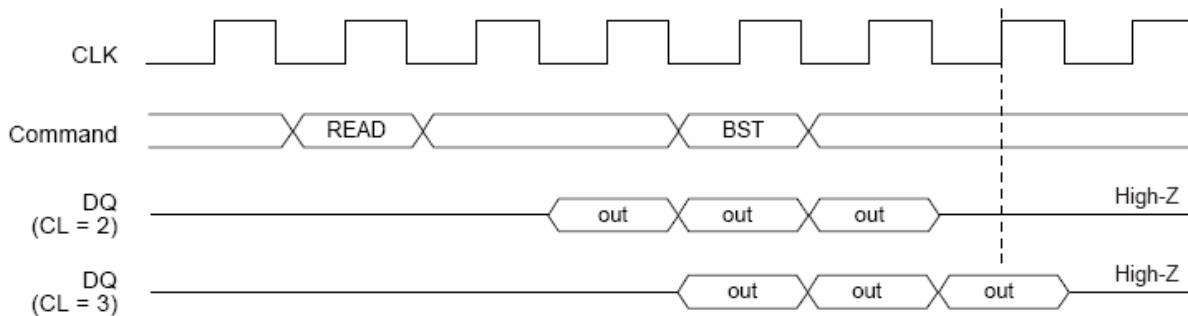 CLK
Command READ BST
DQ
(CL = 2) out out out High-Z
DQ
(CL = 3) out out out High-Z